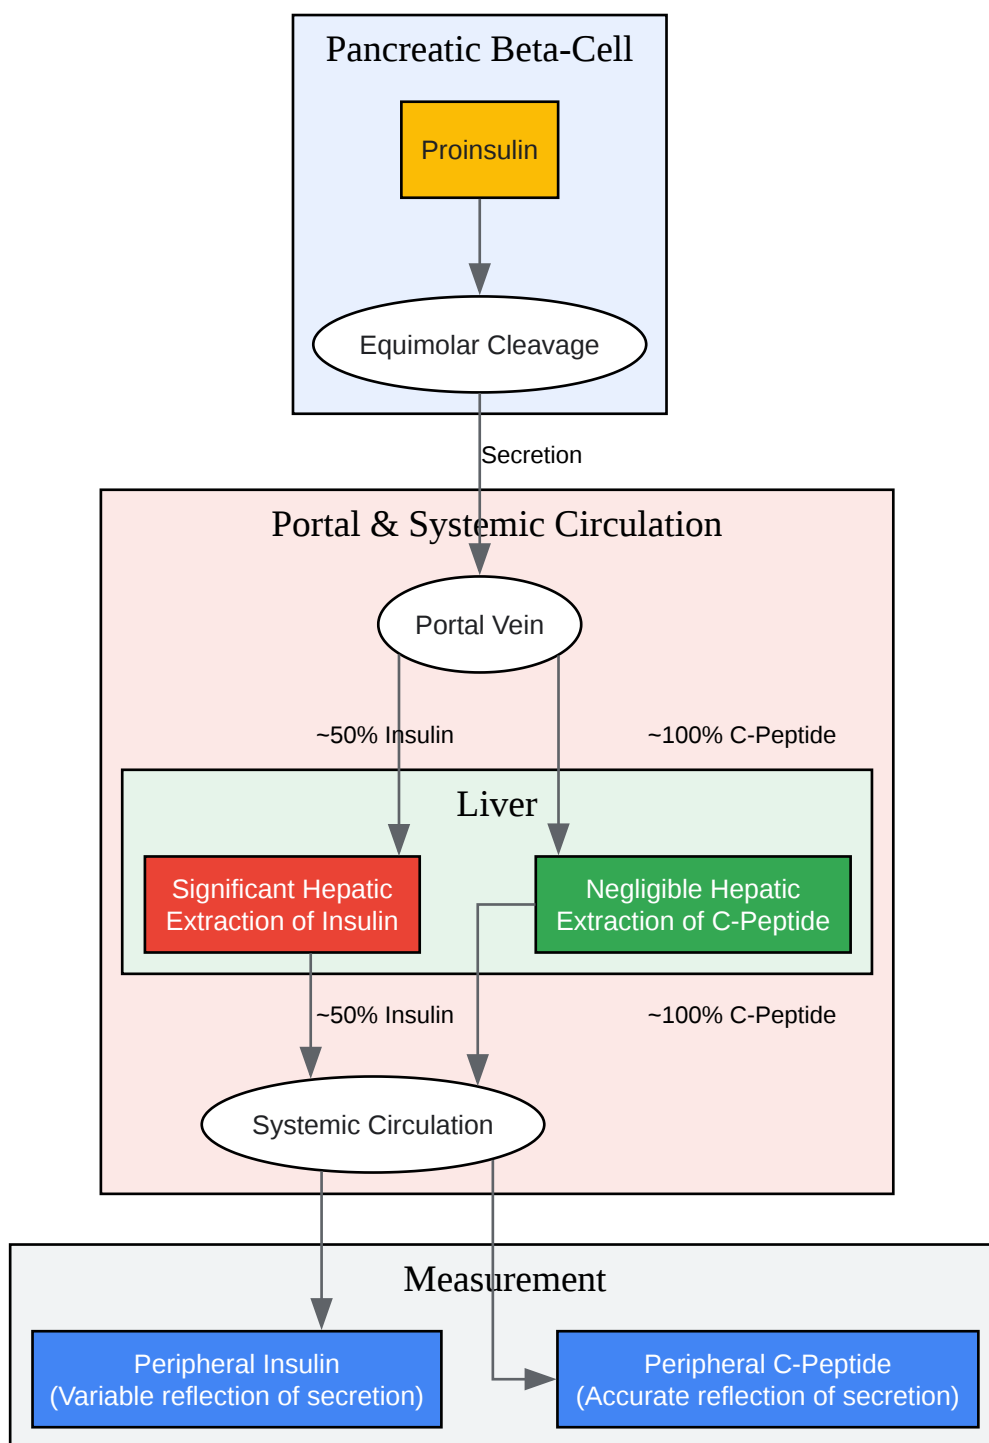 Pancreatic Beta-Cell
Proinsulin
Equimolar Cleavage
Secretion
Portal & Systemic Circulation
Portal Vein
~50% Insulin
~100% C-Peptide
Liver
Significant Hepatic
Extraction of Insulin
Negligible Hepatic
Extraction of C-Peptide
~50% Insulin
~100% C-Peptide
Systemic Circulation
Measurement
Peripheral Insulin
(Variable reflection of secretion)
Peripheral C-Peptide
(Accurate reflection of secretion)